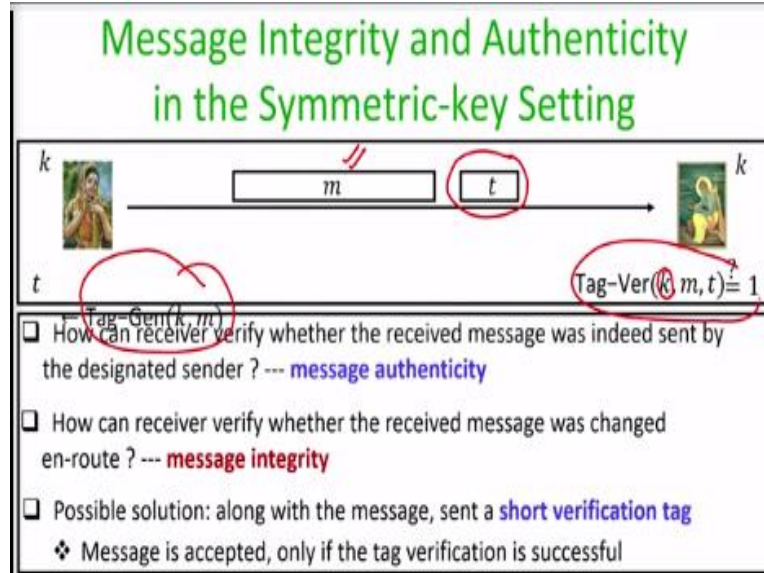 Message Integrity and Authenticity
in the Symmetric-key Setting
k
m
t
k
t
← Tag-Gen(k, m)
Tag-Ver(k, m, t) ≟ 1
❑ How can receiver verify whether the received message was indeed sent by
the designated sender ? --- message authenticity
❑ How can receiver verify whether the received message was changed
en-route ? --- message integrity
❑ Possible solution: along with the message, sent a short verification tag
❖ Message is accepted, only if the tag verification is successful